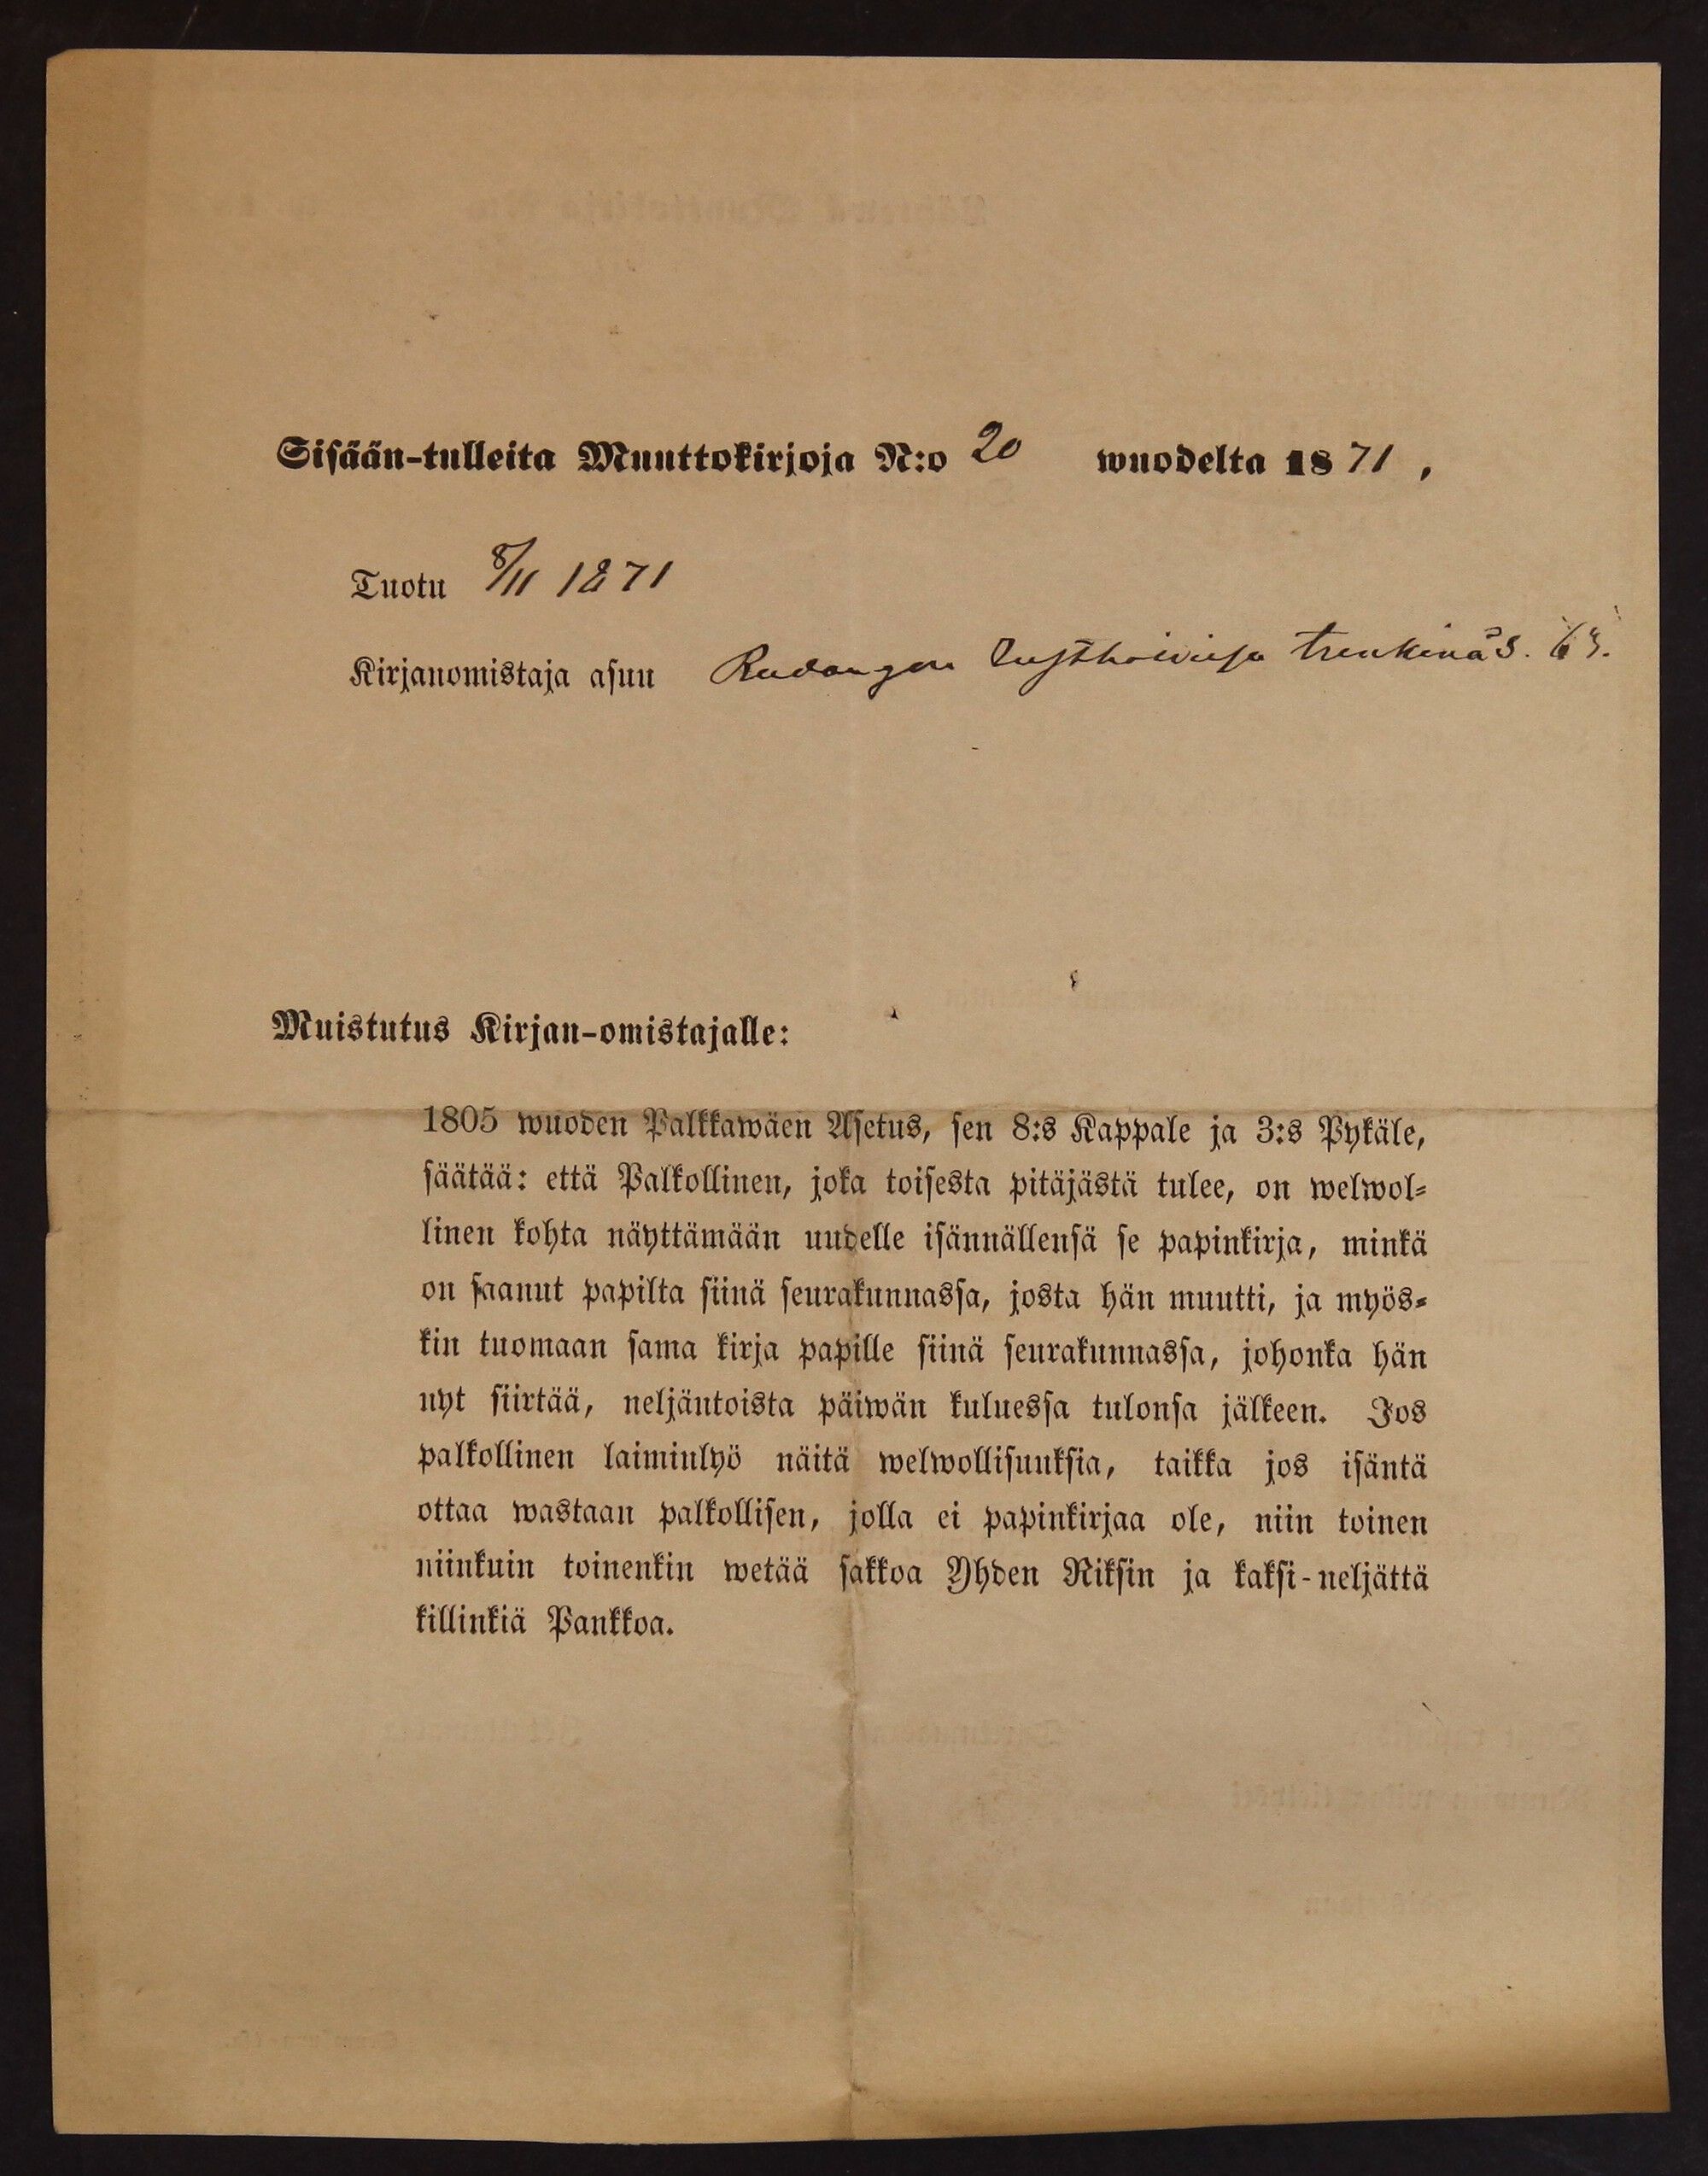 Sisään-tulleita Muuttokirjoja N:o 20 wuodelta 1871,
Tuotu 8/11 1871
Kirjanomistaja asuu trenkinä s. 63.
Muistutus Kirjan-omistajalle:
1805 wuoden Palkkawäen Asetus, sen 8:s Kappale ja 3:s Pykäle,
säätää: että Palkollinen, joka toisesta pitäjästä tulee, on welwol-
linen kohta näyttämään uudelle isännällensä se papinkirja, minkä
on saanut papilta siinä seurakunnassa, josta hän muutti, ja myös-
kin tuomaan sama kirja papille siinä seurakunnassa, johonka hän
nyt siirtää, neljäntoista päiwän kuluessa tulonsa jälkeen. Jos
palkollinen laiminlyö näitä welwollisuuksia, taikka jos isäntä
ottaa wastaan palkollisen, jolla ei papinkirjaa ole, niin toinen
niinkuin toinenkin wetää sakkoa Yhden Riksin ja kaksi-neljättä
killinkiä Pankkoa.